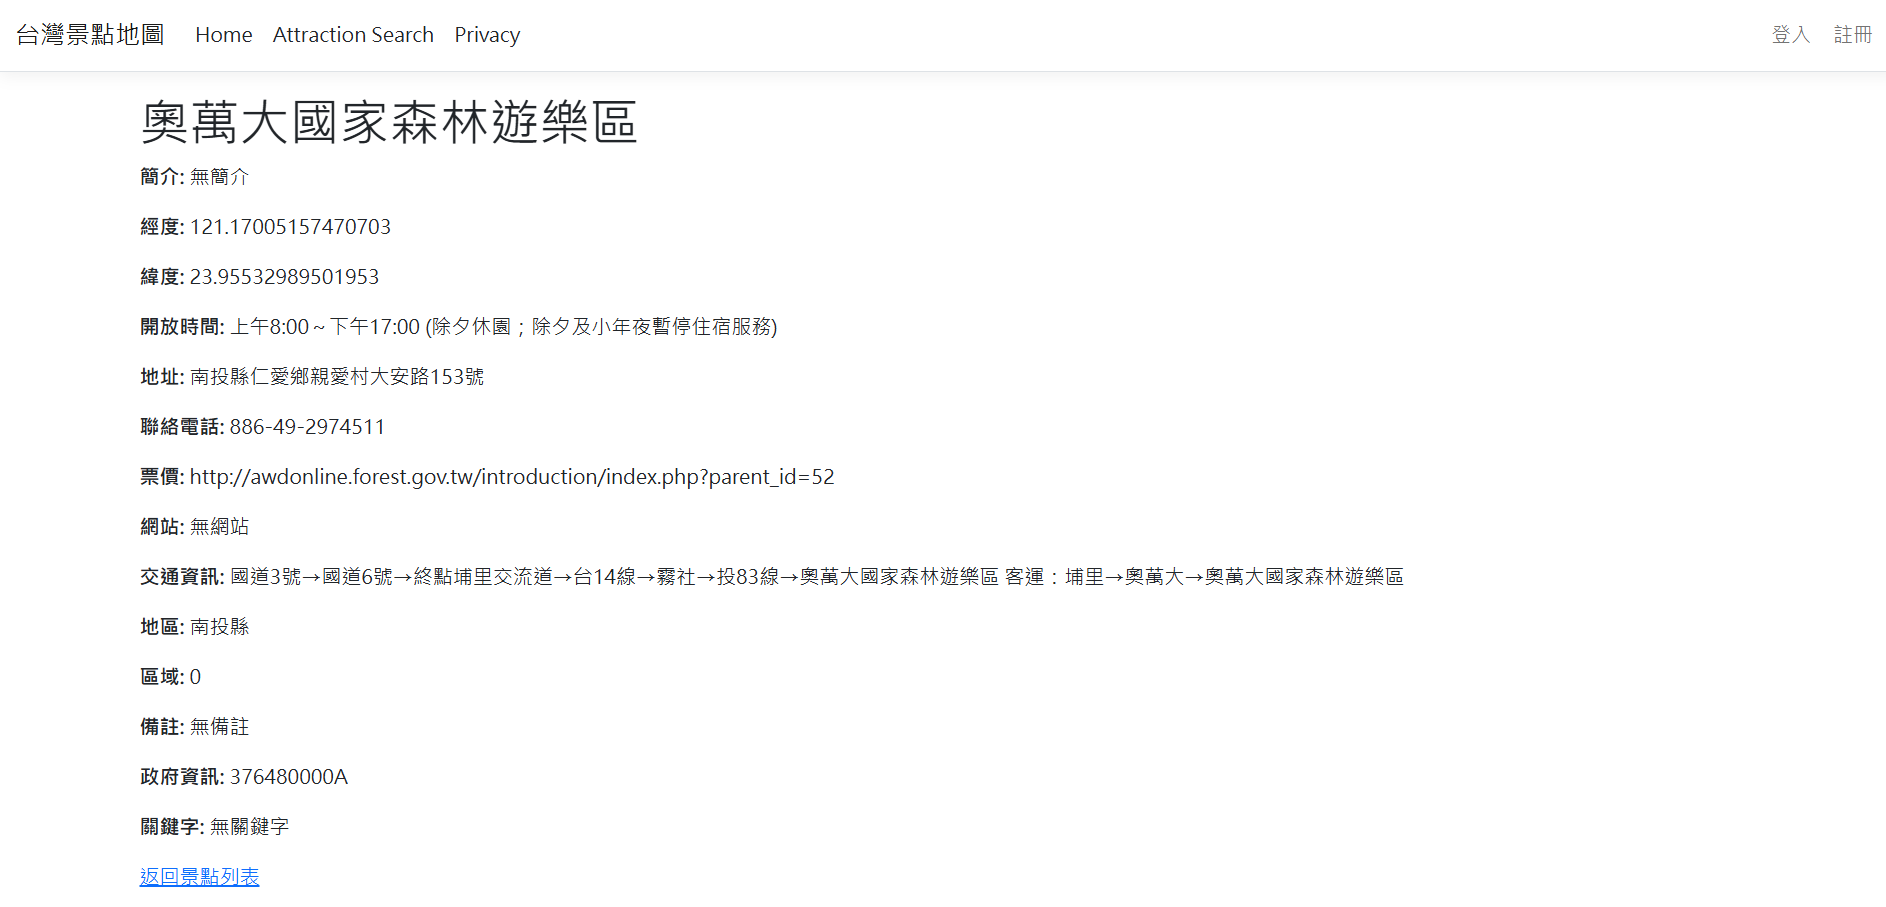 台灣景點地圖 Home Attraction Search Privacy 登入 註冊
奧萬大國家森林遊樂區
簡介: 無簡介
經度: 121.17005157470703
緯度: 23.95532989501953
開放時間: 上午8:00～下午17:00 (除夕休園；除夕及小年夜暫停住宿服務)
地址: 南投縣仁愛鄉親愛村大安路153號
聯絡電話: 886-49-2974511
票價: http://awdonline.forest.gov.tw/introduction/index.php?parent_id=52
網站: 無網站
交通資訊: 國道3號→國道6號→終點埔里交流道→台14線→霧社→投83線→奧萬大國家森林遊樂區 客運：埔里→奧萬大→奧萬大國家森林遊樂區
地區: 南投縣
區域: 0
備註: 無備註
政府資訊: 376480000A
關鍵字: 無關鍵字
返回景點列表